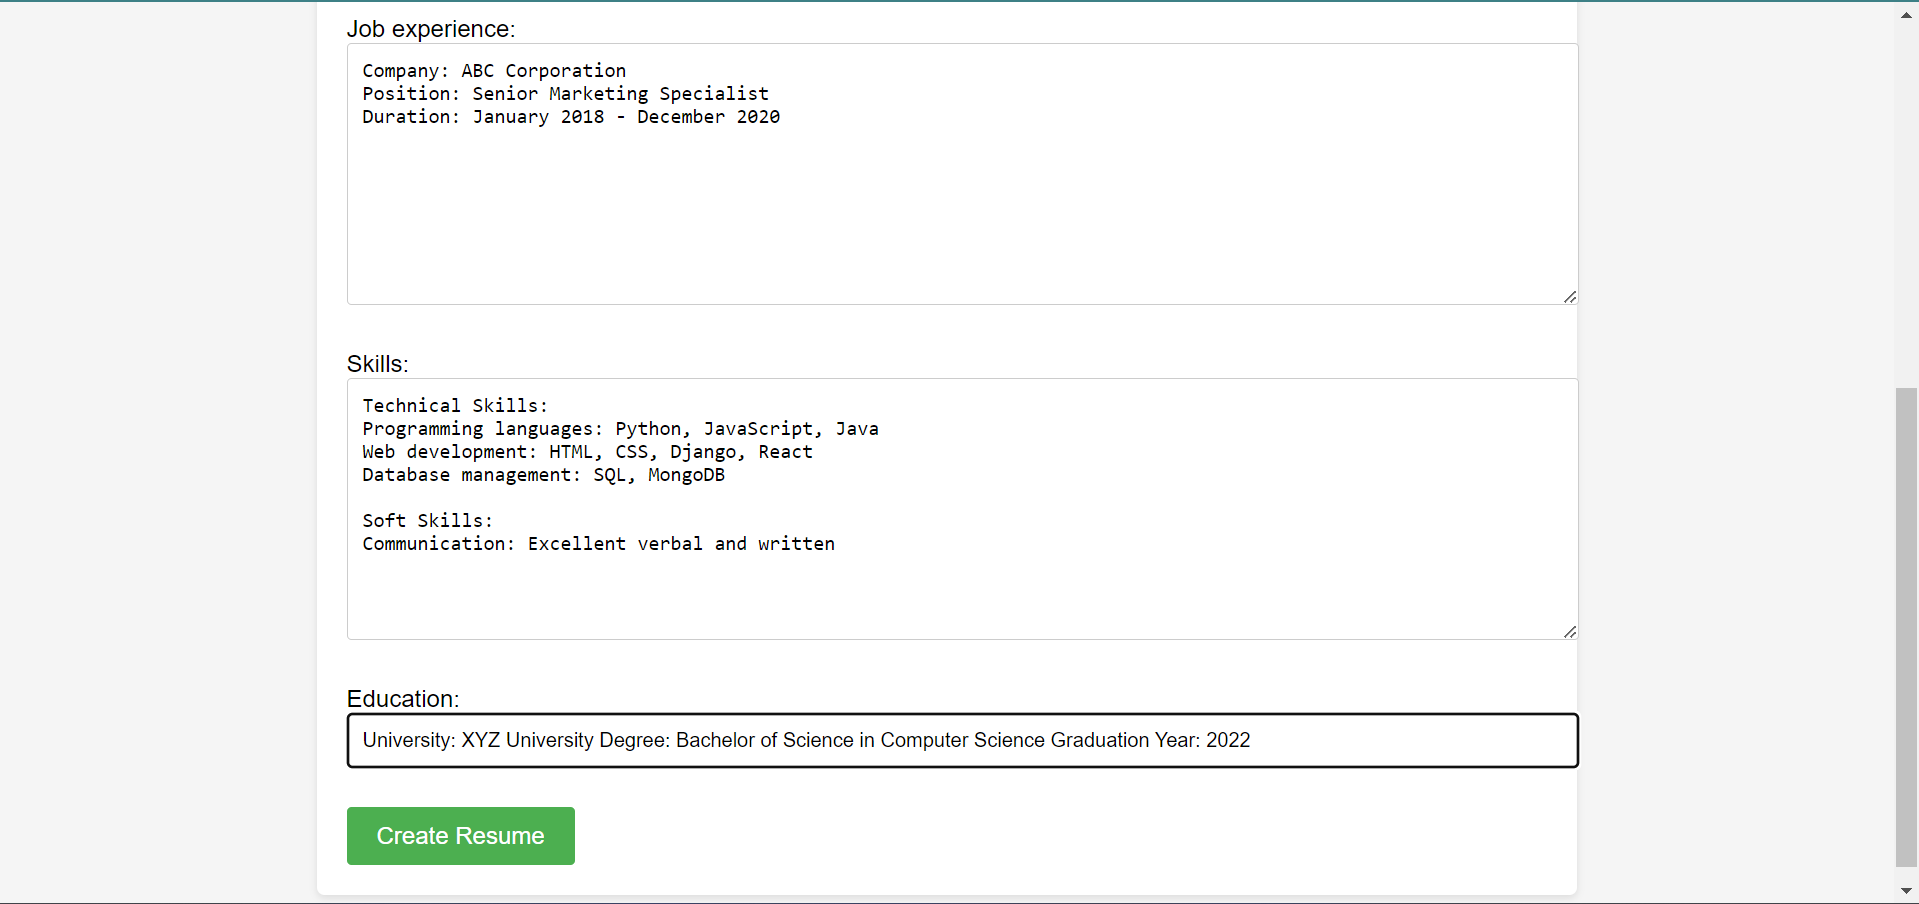 Job experience:
Company: ABC Corporation
Position: Senior Marketing Specialist
Duration: January 2018 - December 2020
Skills:
Technical Skills:
Programming languages: Python, JavaScript, Java
Web development: HTML, CSS, Django, React
Database management: SQL, MongoDB
Soft Skills:
Communication: Excellent verbal and written
Education:
University: XYZ University Degree: Bachelor of Science in Computer Science Graduation Year: 2022
Create Resume